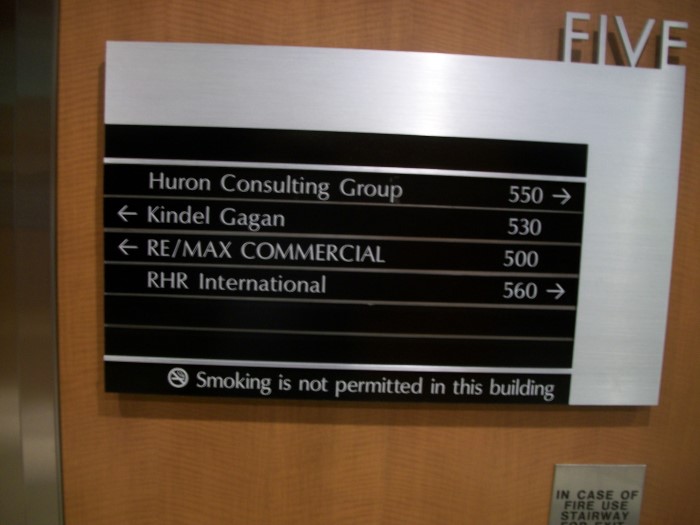 FIVE
Huron Consulting Group 550 →
← Kindel Gagan 530
← RE/MAX COMMERCIAL 500
RHR International 560 →
Smoking is not permitted in this building
IN CASE OF
FIRE USE
STAIRWAY